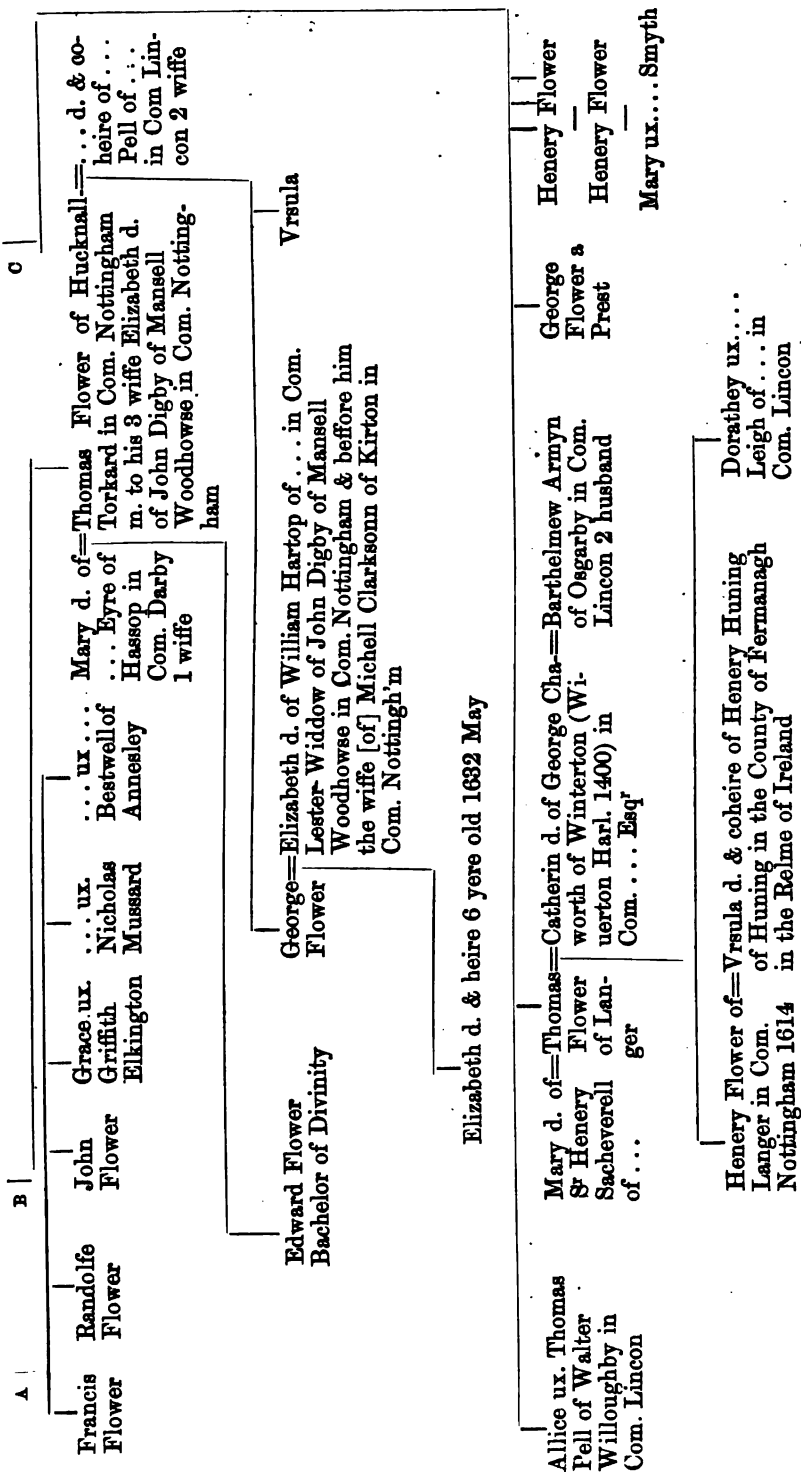 A
B
C
Francis
Flower
Randolfe
Flower
John
Flower
Grace ux.
Griffith
Elkington
.... ux.
Nicholas
Mussard
... ux ....
Bestwell of
Annesley
Mary d. of=Thomas Flower of Hucknall=... d. & co-
... Eyre of
Hassop in
Com. Darby
1 wiffe
Torkard in Com. Nottingham
m. to his 3 wiffe Elizabeth d.
of John Digby of Mansell
Woodhowse in Com. Notting-
ham
heire of ...
Pell of ...
in Com Lin-
con 2 wiffe
Edward Flower
Bachelor of Divinity
George=Elizabeth d. of William Hartop of ... in Com.
Flower
Lester Widdow of John Digby of Mansell
Woodhowse in Com. Nottingham & beffore him
the wiffe [of] Michell Clarksonn of Kirton in
Com. Nottingh'm
Vrsula
Elizabeth d. & heire 6 yere old 1632 May
Allice ux. Thomas
Pell of Walter
Willoughby in
Com. Lincon
Mary d. of=Thomas=Catherin d. of George Cha-=Barthelmew Armyn
Sr Henery
Sacheverell
of ...
Flower
of Lan-
ger
worth of Winterton (Wi-
uerton Harl. 1400) in
Com. ... Esqr
of Osgarby in Com.
Lincon 2 husband
George
Flower a
Prest
Henery Flower
Henery Flower
Mary ux .... Smyth
Henery Flower of=Vrsula d. & coheire of Henery Huning
Langer in Com.
Nottingham 1614
of Huning in the County of Fermanagh
in the Relme of Ireland
Dorathey ux ....
Leigh of .... in
Com. Lincon